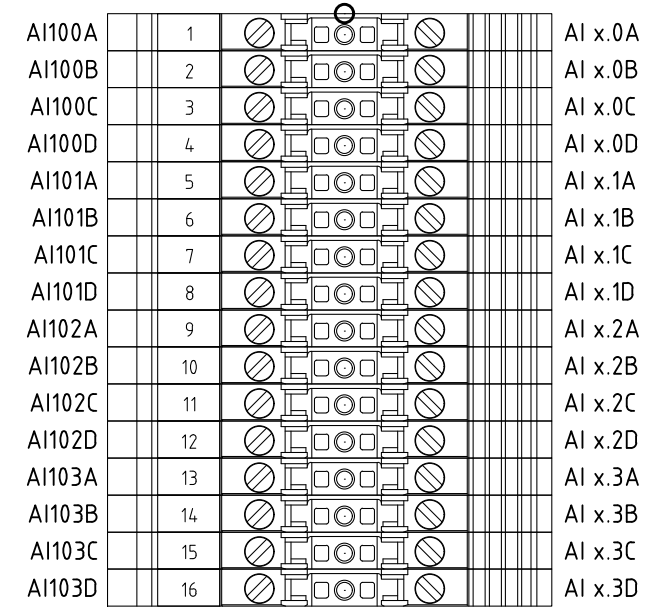 AI100A 1 AI x.0A
AI100B 2 AI x.0B
AI100C 3 AI x.0C
AI100D 4 AI x.0D
AI101A 5 AI x.1A
AI101B 6 AI x.1B
AI101C 7 AI x.1C
AI101D 8 AI x.1D
AI102A 9 AI x.2A
AI102B 10 AI x.2B
AI102C 11 AI x.2C
AI102D 12 AI x.2D
AI103A 13 AI x.3A
AI103B 14 AI x.3B
AI103C 15 AI x.3C
AI103D 16 AI x.3D